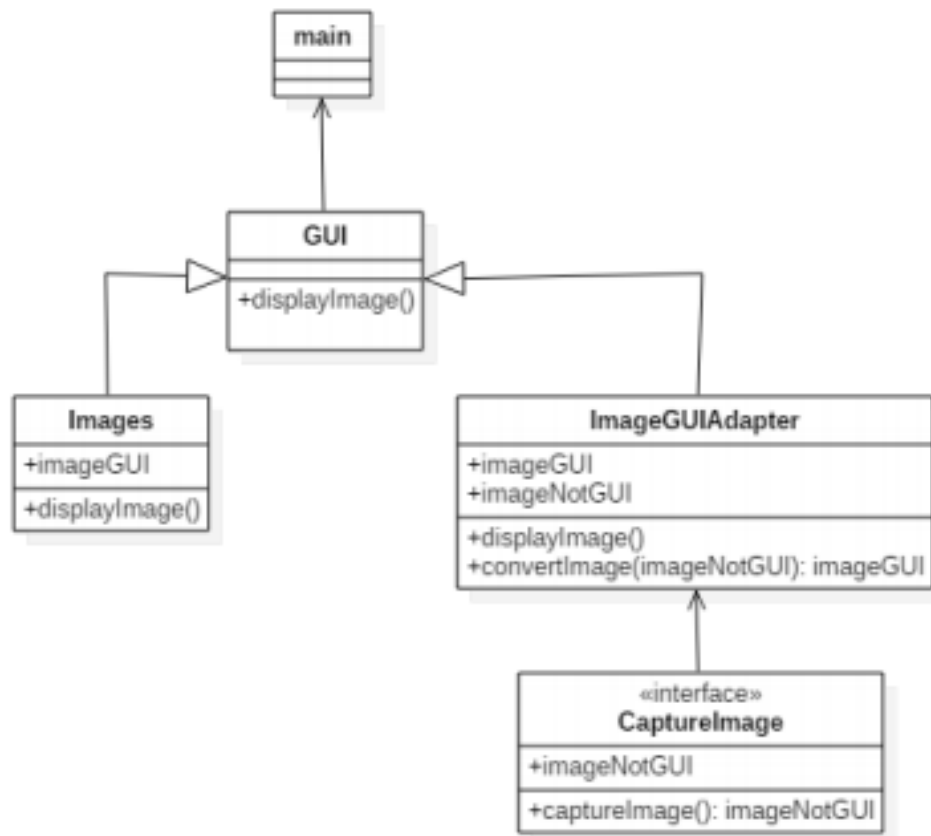 main
GUI
+displayImage()
Images
+imageGUI
+displayImage()
ImageGUIAdapter
+imageGUI
+imageNotGUI
+displayImage()
+convertImage(imageNotGUI): imageGUI
«interface»
CaptureImage
+imageNotGUI
+captureImage(): imageNotGUI